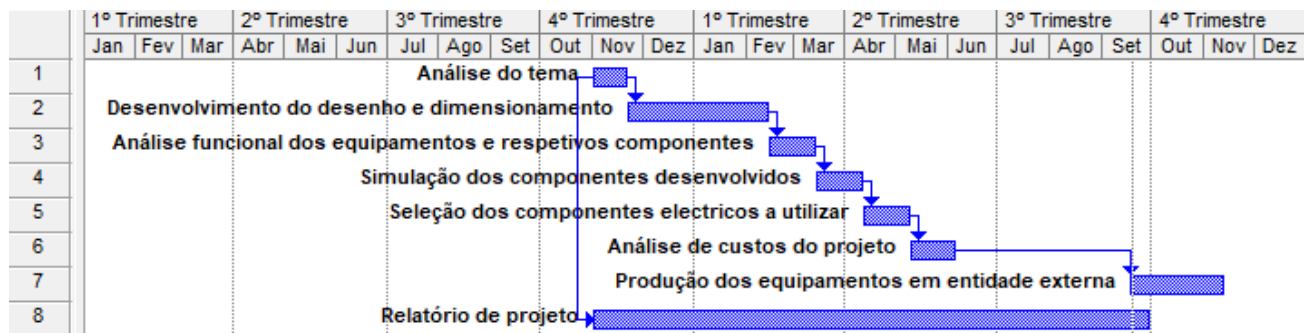 1º Trimestre 2º Trimestre 3º Trimestre 4º Trimestre 1º Trimestre 2º Trimestre 3º Trimestre 4º Trimestre
Jan Fev Mar Abr Mai Jun Jul Ago Set Out Nov Dez Jan Fev Mar Abr Mai Jun Jul Ago Set Out Nov Dez
1 Análise do tema
2 Desenvolvimento do desenho e dimensionamento
3 Análise funcional dos equipamentos e respetivos componentes
4 Simulação dos componentes desenvolvidos
5 Seleção dos componentes electricos a utilizar
6 Análise de custos do projeto
7 Produção dos equipamentos em entidade externa
8 Relatório de projeto